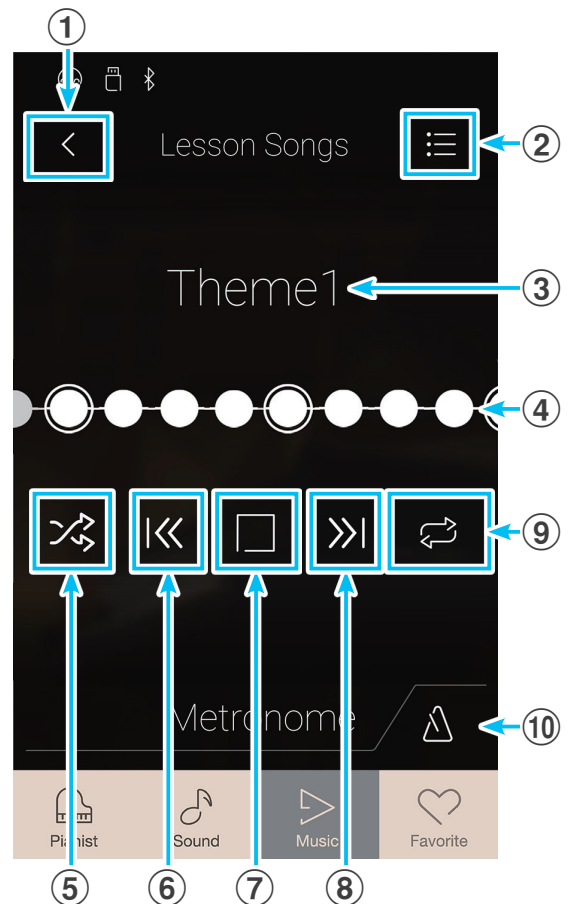 ①
Lesson Songs
②
Theme1
③
④
⑨
Metronome
⑩
Pianist Sound Music Favorite
⑤ ⑥ ⑦ ⑧